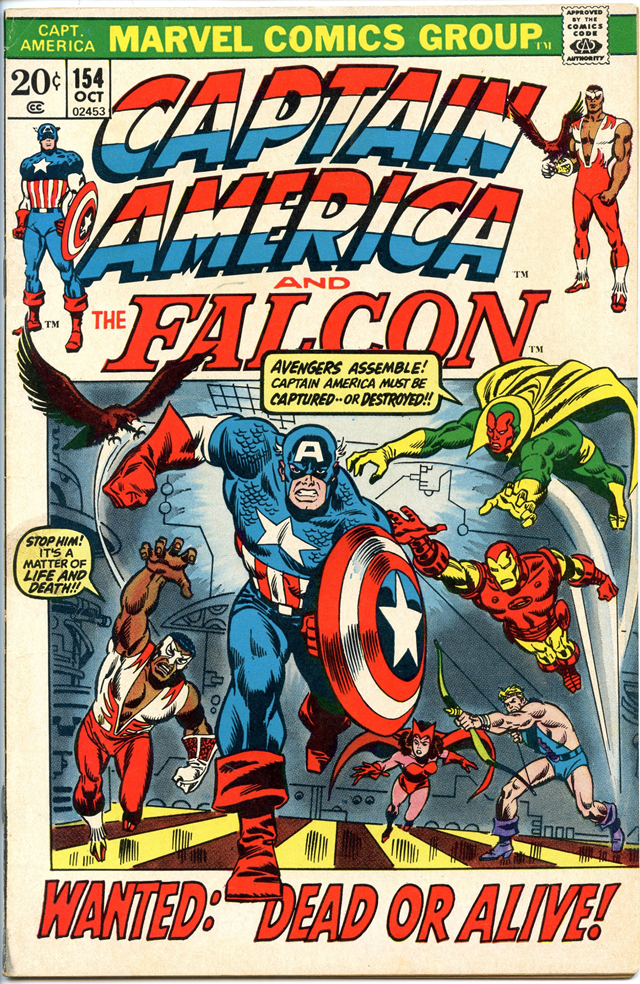 CAPT.
AMERICA
MARVEL COMICS GROUP TM
APPROVED
BY THE
COMICS
CODE
CA
AUTHORITY
20¢
CC
154
OCT
02453
CAPTAIN
AMERICA TM
TM
AND
THE FALCON TM
AVENGERS ASSEMBLE!
CAPTAIN AMERICA MUST BE
CAPTURED--OR DESTROYED!!
A
STOP HIM!
IT'S A
MATTER OF
LIFE AND
DEATH!!
WANTED: DEAD OR ALIVE!